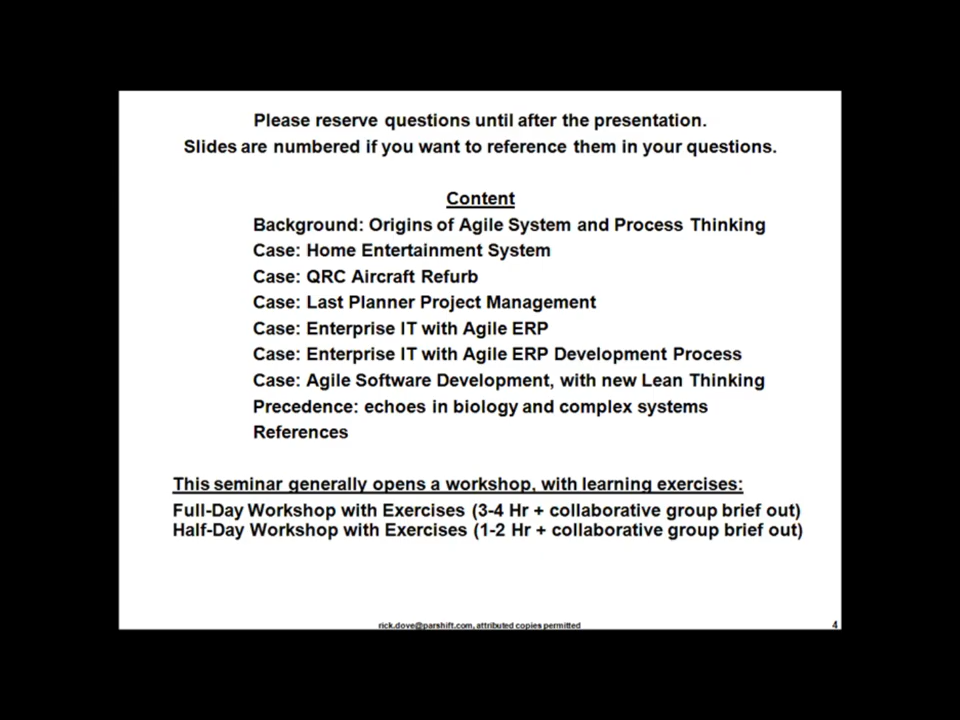 Please reserve questions until after the presentation.
Slides are numbered if you want to reference them in your questions.
Content
Background: Origins of Agile System and Process Thinking
Case: Home Entertainment System
Case: QRC Aircraft Refurb
Case: Last Planner Project Management
Case: Enterprise IT with Agile ERP
Case: Enterprise IT with Agile ERP Development Process
Case: Agile Software Development, with new Lean Thinking
Precedence: echoes in biology and complex systems
References
This seminar generally opens a workshop, with learning exercises:
Full-Day Workshop with Exercises (3-4 Hr + collaborative group brief out)
Half-Day Workshop with Exercises (1-2 Hr + collaborative group brief out)
rick.dove@parshift.com, attributed copies permitted
4